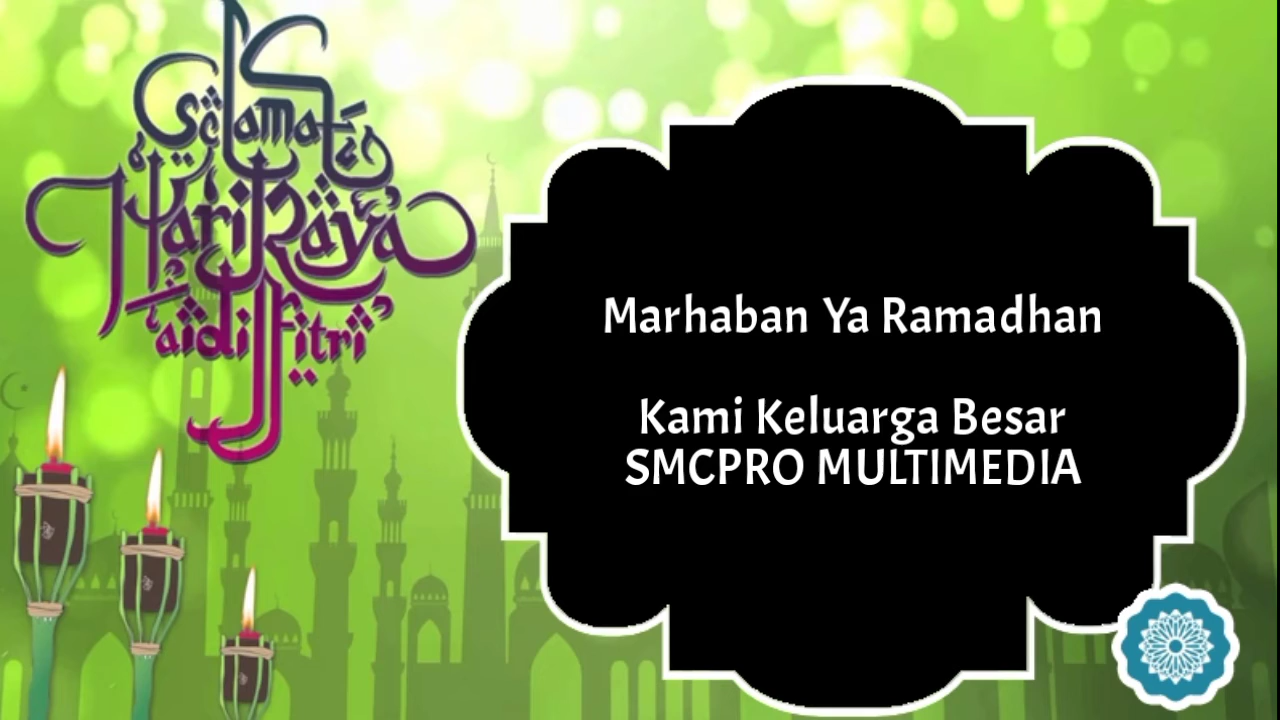 Selamat
Hari Raya
aidilfitri
Marhaban Ya Ramadhan
Kami Keluarga Besar
SMCPRO MULTIMEDIA